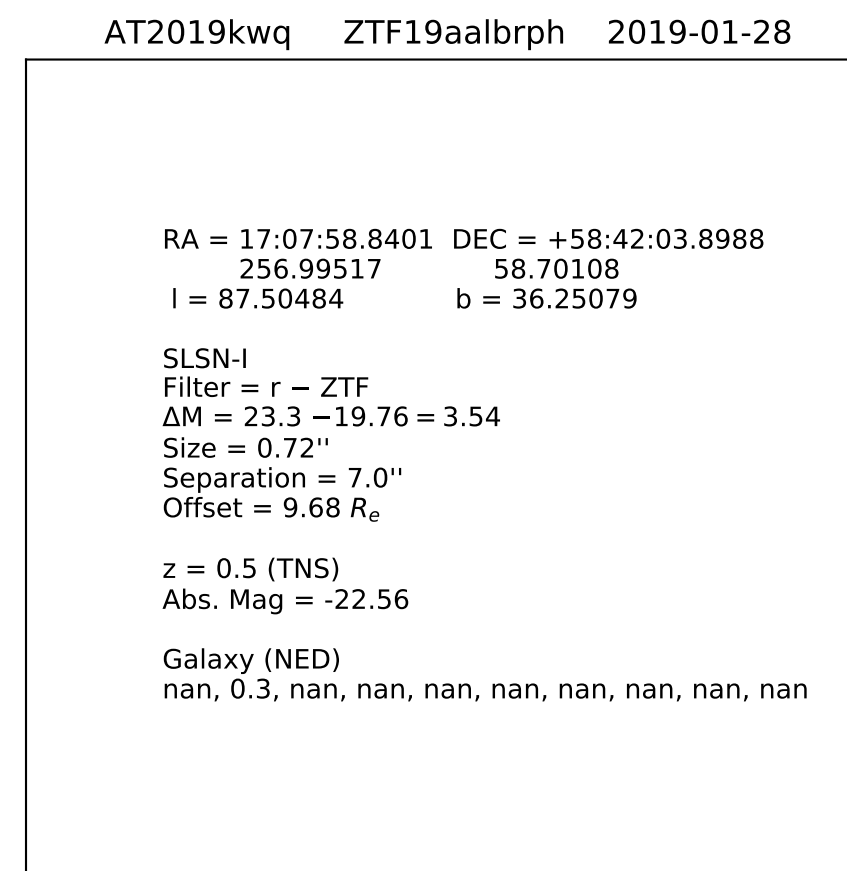 AT2019kwq ZTF19aalbrph 2019-01-28
RA = 17:07:58.8401 DEC = +58:42:03.8988
256.99517 58.70108
l = 87.50484 b = 36.25079
SLSN-I
Filter = r − ZTF
ΔM = 23.3 −19.76 = 3.54
Size = 0.72''
Separation = 7.0''
Offset = 9.68 Rₑ
z = 0.5 (TNS)
Abs. Mag = -22.56
Galaxy (NED)
nan, 0.3, nan, nan, nan, nan, nan, nan, nan, nan